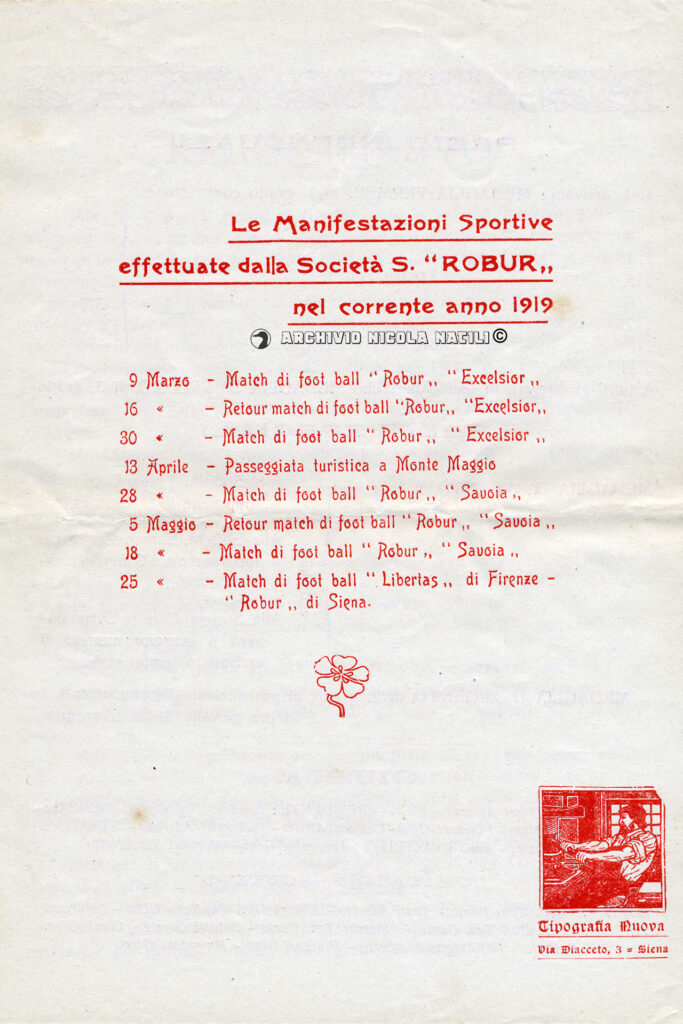 Le Manifestazioni Sportive
effettuate dalla Società S. “ROBUR„
nel corrente anno 1919
ARCHIVIO NICOLA NATILI©
9 Marzo – Match di foot ball “Robur„ “Excelsior„
16 « – Retour match di foot ball “Robur„ “Excelsior„
30 « – Match di foot ball “Robur„ “Excelsior„
13 Aprile – Passeggiata turistica a Monte Maggio
28 « – Match di foot ball “Robur„ “Savoia„
5 Maggio – Retour match di foot ball “Robur„ “Savoia„
18 « – Match di foot ball “Robur„ “Savoia„
25 « – Match di foot ball “Libertas„ di Firenze –
“Robur„ di Siena.
Tipografia Nuova
Via Diacceto, 3 = Siena